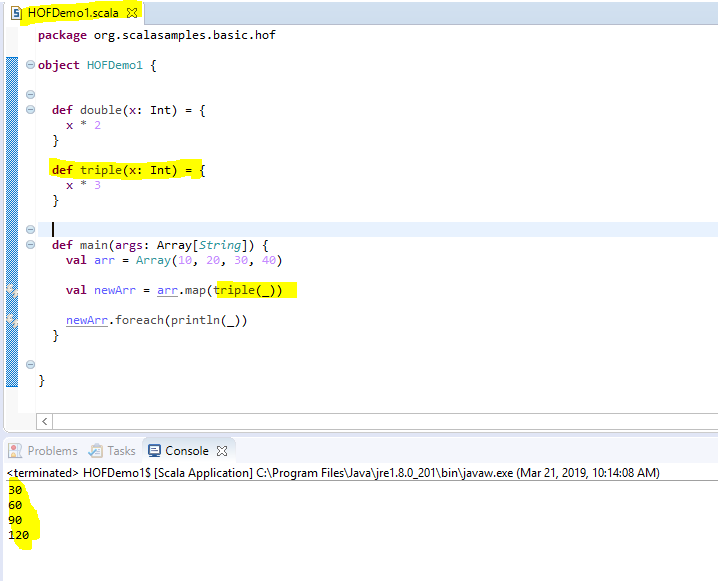 HOFDemo1.scala
package org.scalasamples.basic.hof
object HOFDemo1 {
def double(x: Int) = {
x * 2
}
def triple(x: Int) = {
x * 3
}
def main(args: Array[String]) {
val arr = Array(10, 20, 30, 40)
val newArr = arr.map(triple(_))
newArr.foreach(println(_))
}
}
Problems Tasks Console
<terminated> HOFDemo1$ [Scala Application] C:\Program Files\Java\jre1.8.0_201\bin\javaw.exe (Mar 21, 2019, 10:14:08 AM)
30
60
90
120